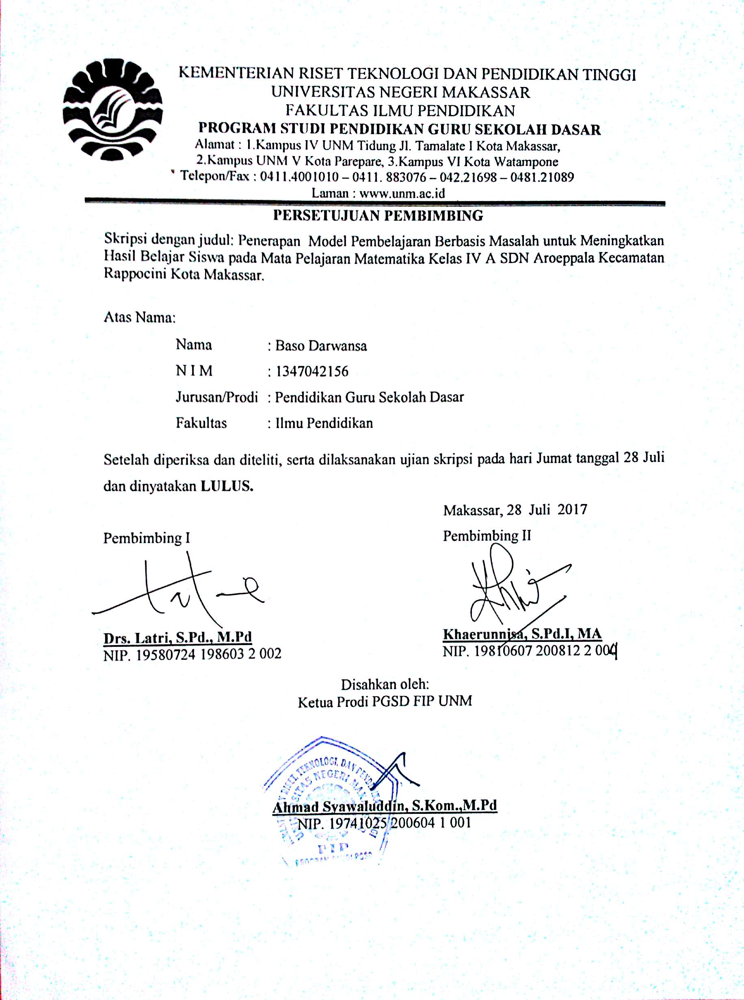 KEMENTERIAN RISET TEKNOLOGI DAN PENDIDIKAN TINGGI
UNIVERSITAS NEGERI MAKASSAR
FAKULTAS ILMU PENDIDIKAN
PROGRAM STUDI PENDIDIKAN GURU SEKOLAH DASAR
Alamat : 1.Kampus IV UNM Tidung Jl. Tamalate I Kota Makassar,
2.Kampus UNM V Kota Parepare, 3.Kampus VI Kota Watampone
Telepon/Fax : 0411.4001010 – 0411. 883076 – 042.21698 – 0481.21089
Laman : www.unm.ac.id
PERSETUJUAN PEMBIMBING
Skripsi dengan judul: Penerapan Model Pembelajaran Berbasis Masalah untuk Meningkatkan
Hasil Belajar Siswa pada Mata Pelajaran Matematika Kelas IV A SDN Aroeppala Kecamatan
Rappocini Kota Makassar.
Atas Nama:
Nama : Baso Darwansa
N I M : 1347042156
Jurusan/Prodi : Pendidikan Guru Sekolah Dasar
Fakultas : Ilmu Pendidikan
Setelah diperiksa dan diteliti, serta dilaksanakan ujian skripsi pada hari Jumat tanggal 28 Juli
dan dinyatakan LULUS.
Makassar, 28 Juli 2017
Pembimbing I Pembimbing II
Drs. Latri, S.Pd., M.Pd Khaerunnisa, S.Pd.I, MA
NIP. 19580724 198603 2 002 NIP. 19810607 200812 2 004
Disahkan oleh:
Ketua Prodi PGSD FIP UNM
RISET, TEKNOLOGI, DAN
NEGERI
Ahmad Syawaluddin, S.Kom.,M.Pd
NIP. 19741025 200604 1 001
FIP
PGSD